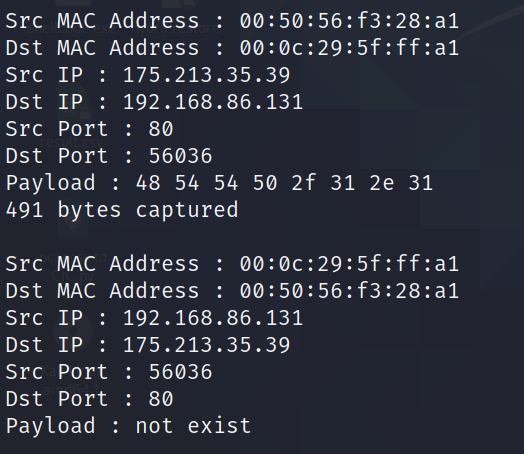 Src MAC Address : 00:50:56:f3:28:a1
Dst MAC Address : 00:0c:29:5f:ff:a1
Src IP : 175.213.35.39
Dst IP : 192.168.86.131
Src Port : 80
Dst Port : 56036
Payload : 48 54 54 50 2f 31 2e 31
491 bytes captured
Src MAC Address : 00:0c:29:5f:ff:a1
Dst MAC Address : 00:50:56:f3:28:a1
Src IP : 192.168.86.131
Dst IP : 175.213.35.39
Src Port : 56036
Dst Port : 80
Payload : not exist